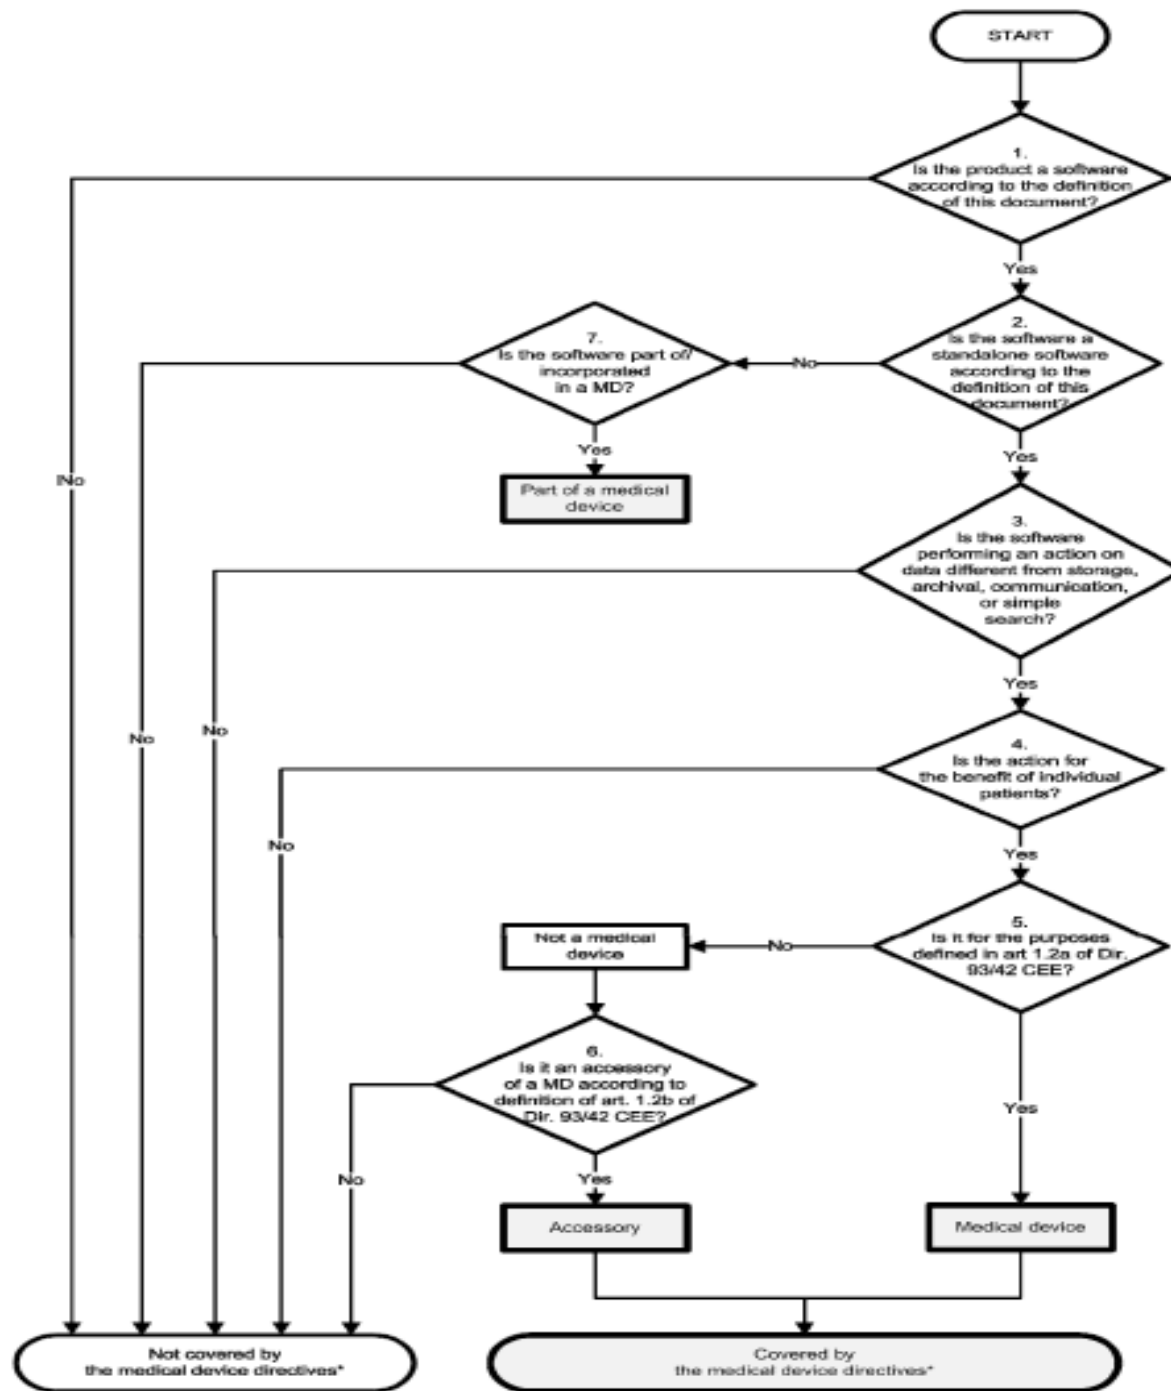 START
1.
Is the product a software
according to the definition
of this document?
Yes
2.
Is the software a
standalone software
according to the
definition of this
document?
No
7.
Is the software part of/
incorporated
in a MD?
Yes
Part of a medical
device
Yes
No
3.
Is the software
performing an action on
data different from storage,
archival, communication,
or simple
search?
Yes
No
No
4.
Is the action for
the benefit of individual
patients?
No
Yes
5.
Is it for the purposes
defined in art 1.2a of Dir.
93/42 CEE?
No
Not a medical
device
6.
Is it an accessory
of a MD according to
definition of art. 1.2b of
Dir. 93/42 CEE?
Yes
No
Yes
Accessory
Medical device
Not covered by
the medical device directives*
Covered by
the medical device directives*